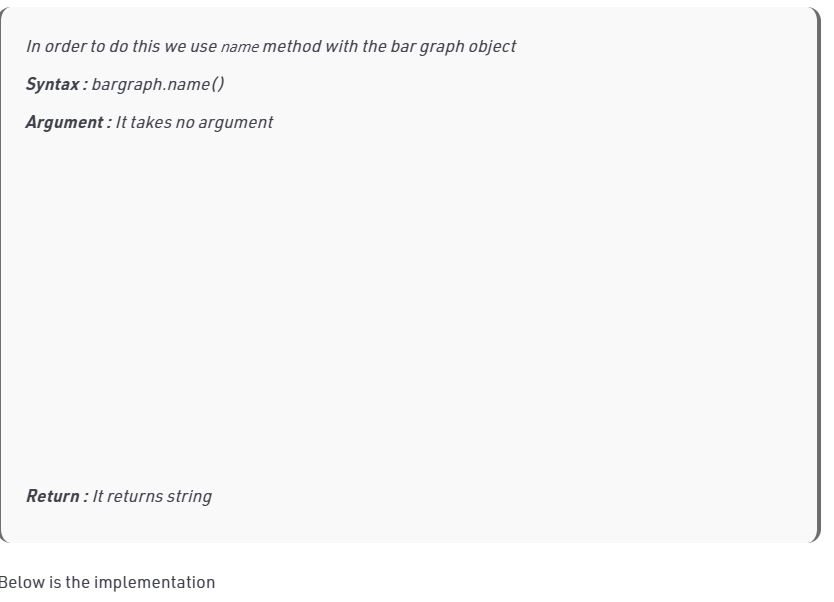 In order to do this we use name method with the bar graph object
Syntax : bargraph.name()
Argument : It takes no argument
Return : It returns string
Below is the implementation